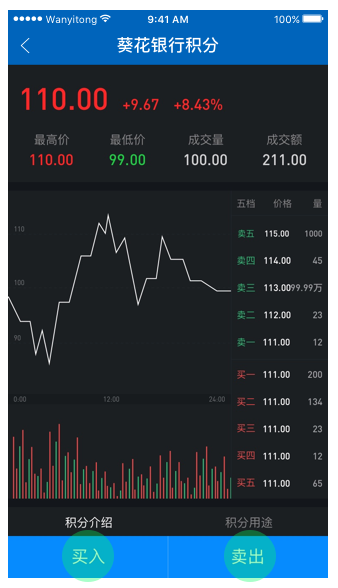 Wanyitong 9:41 AM 100%
葵花银行积分
110.00 +9.67 +8.43%
最高价 最低价 成交量 成交额
110.00 99.00 100.00 211.00
五档 价格 量
110
卖五 115.00 1000
卖四 114.00 45
100
卖三 113.00 99.99万
卖二 112.00 23
90
卖一 111.00 12
买一 111.00 200
0:00 12:00 24:00
买二 111.00 134
买三 111.00 23
买四 111.00 12
买五 111.00 65
积分介绍 积分用途
买入 卖出